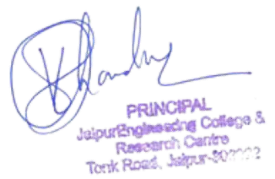 PRINCIPAL
Jaipur Engineering College &
Research Centre
Tonk Road, Jaipur-